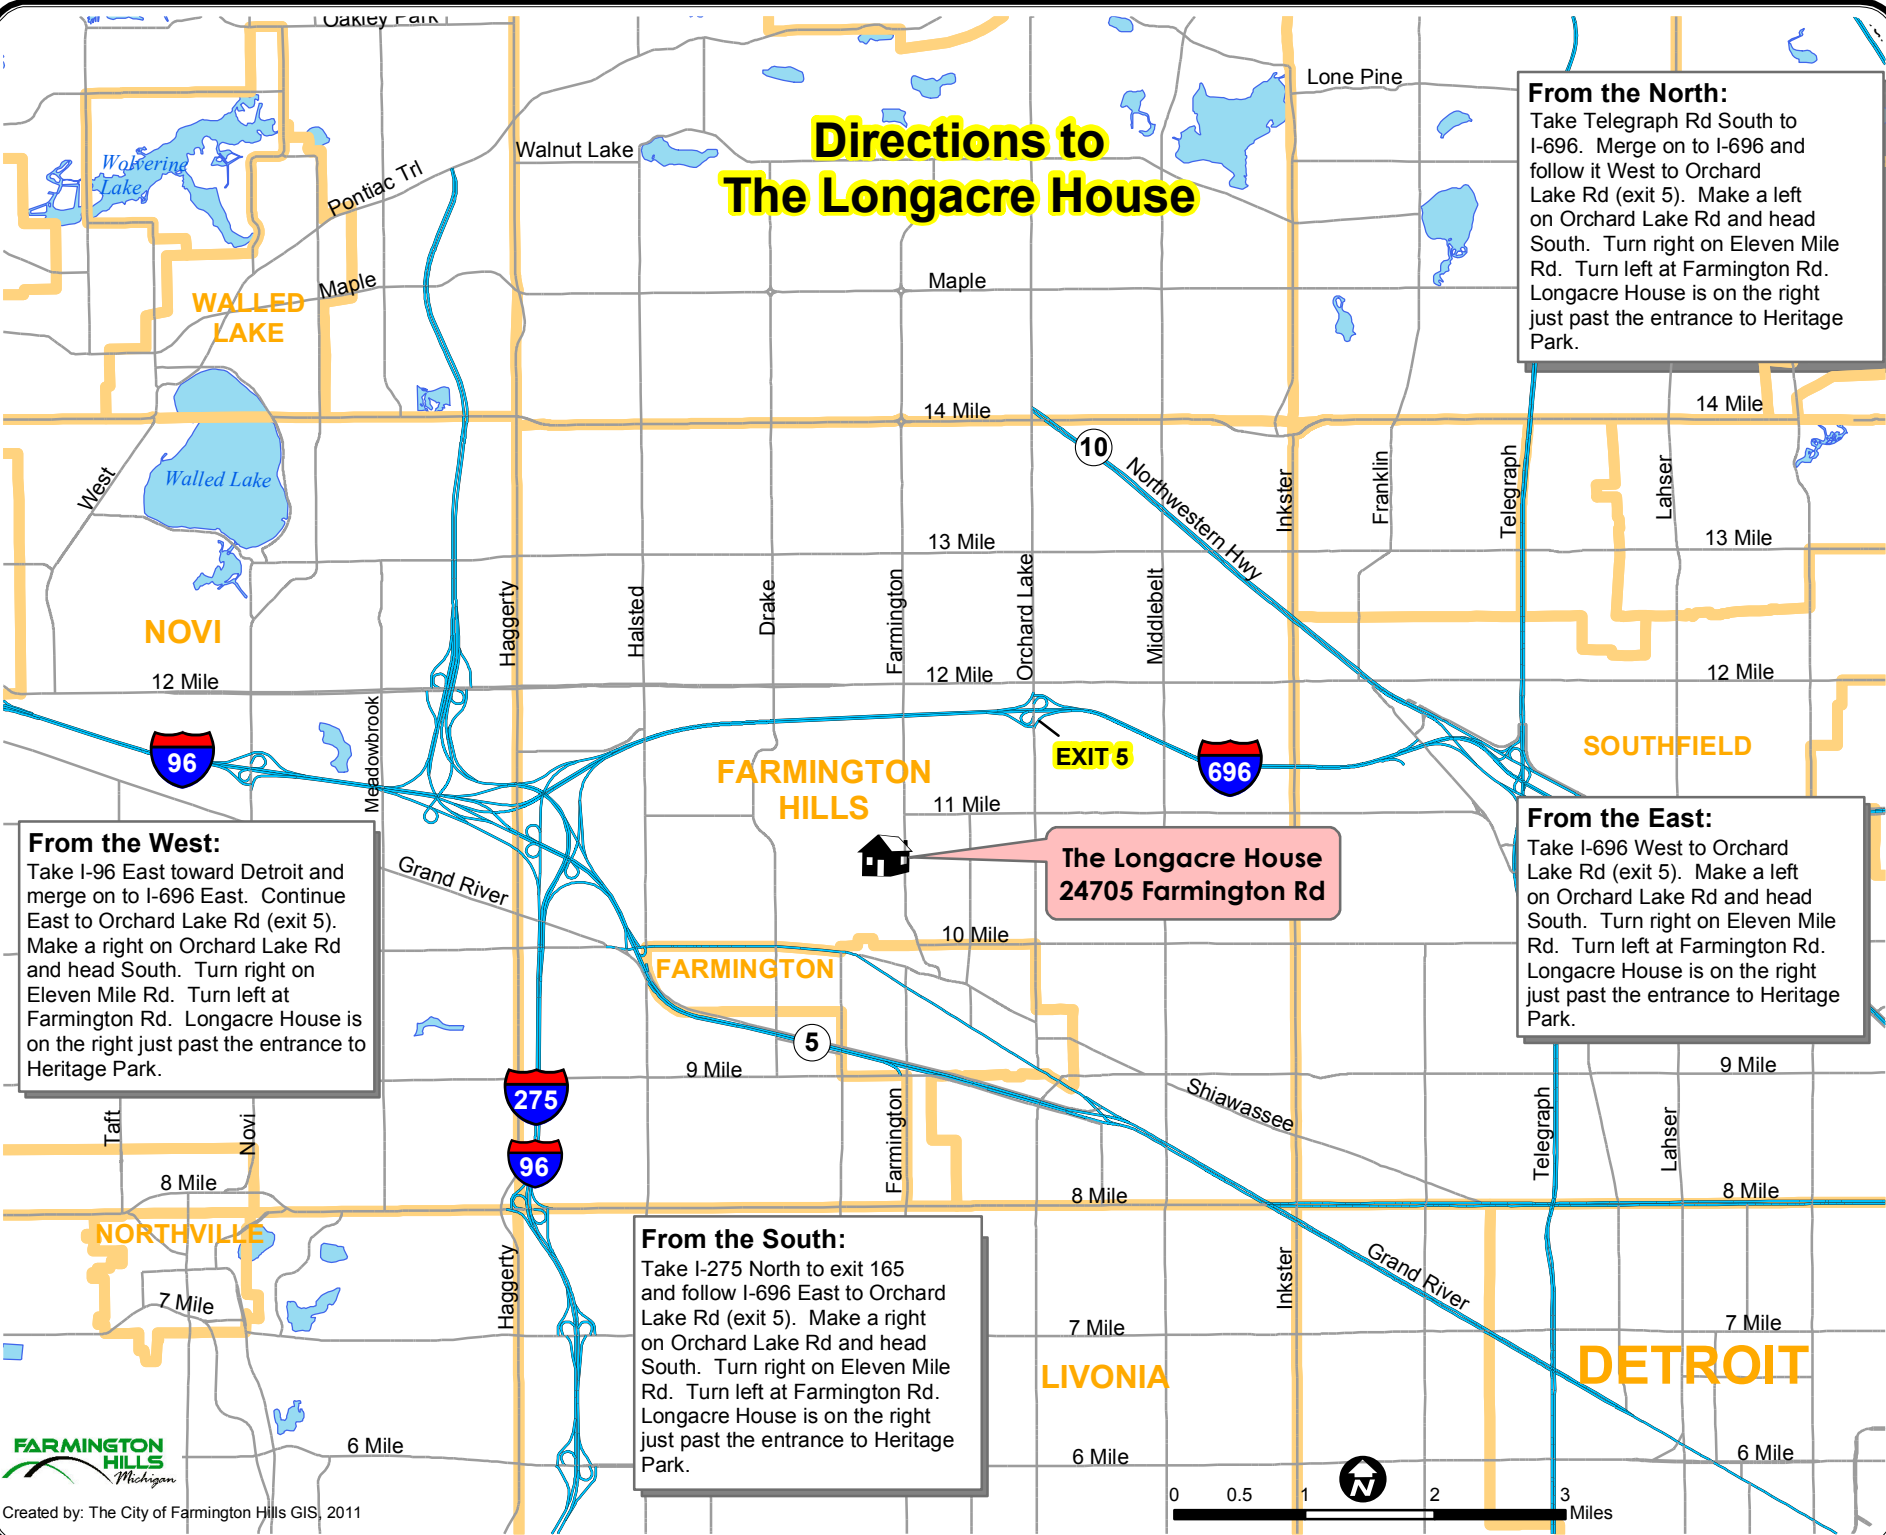 Oakley Park
Lone Pine
Directions to
The Longacre House
Walnut Lake
Wolverine
Lake
Pontiac Trl
Maple
Maple
WALLED
LAKE
From the North:
Take Telegraph Rd South to
I-696. Merge on to I-696 and
follow it West to Orchard
Lake Rd (exit 5). Make a left
on Orchard Lake Rd and head
South. Turn right on Eleven Mile
Rd. Turn left at Farmington Rd.
Longacre House is on the right
just past the entrance to Heritage
Park.
14 Mile
14 Mile
10
Northwestern Hwy
West
Walled Lake
Inkster
Franklin
Telegraph
Lahser
13 Mile
13 Mile
Haggerty
Halsted
Drake
Farmington
Orchard Lake
Middlebelt
NOVI
12 Mile
12 Mile
12 Mile
Meadowbrook
96
EXIT 5
696
SOUTHFIELD
FARMINGTON
HILLS
11 Mile
The Longacre House
24705 Farmington Rd
From the West:
Take I-96 East toward Detroit and
merge on to I-696 East. Continue
East to Orchard Lake Rd (exit 5).
Make a right on Orchard Lake Rd
and head South. Turn right on
Eleven Mile Rd. Turn left at
Farmington Rd. Longacre House is
on the right just past the entrance to
Heritage Park.
From the East:
Take I-696 West to Orchard
Lake Rd (exit 5). Make a left
on Orchard Lake Rd and head
South. Turn right on Eleven Mile
Rd. Turn left at Farmington Rd.
Longacre House is on the right
just past the entrance to Heritage
Park.
Grand River
10 Mile
FARMINGTON
5
9 Mile
9 Mile
275
96
Shiawassee
Taft
Novi
Farmington
Telegraph
Lahser
8 Mile
8 Mile
8 Mile
NORTHVILLE
Haggerty
Inkster
Grand River
7 Mile
7 Mile
7 Mile
From the South:
Take I-275 North to exit 165
and follow I-696 East to Orchard
Lake Rd (exit 5). Make a right
on Orchard Lake Rd and head
South. Turn right on Eleven Mile
Rd. Turn left at Farmington Rd.
Longacre House is on the right
just past the entrance to Heritage
Park.
LIVONIA
DETROIT
6 Mile
6 Mile
6 Mile
FARMINGTON
HILLS
Michigan
N
0 0.5 1 2 3
Miles
Created by: The City of Farmington Hills GIS, 2011